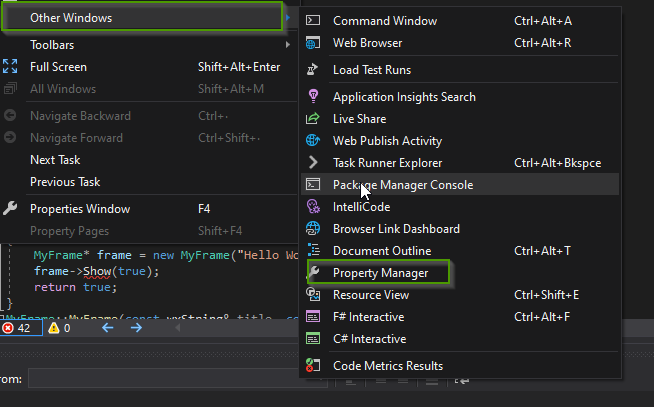 Other Windows
Toolbars
Full Screen Shift+Alt+Enter
All Windows Shift+Alt+M
Navigate Backward Ctrl+-
Navigate Forward Ctrl+Shift+-
Next Task
Previous Task
Properties Window F4
Property Pages Shift+F4
Command Window Ctrl+Alt+A
Web Browser Ctrl+Alt+R
Load Test Runs
Application Insights Search
Live Share
Web Publish Activity
Task Runner Explorer Ctrl+Alt+Bkspce
Package Manager Console
IntelliCode
Browser Link Dashboard
Document Outline Ctrl+Alt+T
Property Manager
Resource View Ctrl+Shift+E
F# Interactive Ctrl+Alt+F
C# Interactive
Code Metrics Results
MyFrame* frame = new MyFrame("Hello Wo
frame->Show(true);
return true;
}
MyFrame::MyFrame(const wxString& title, co
42 0
rom: